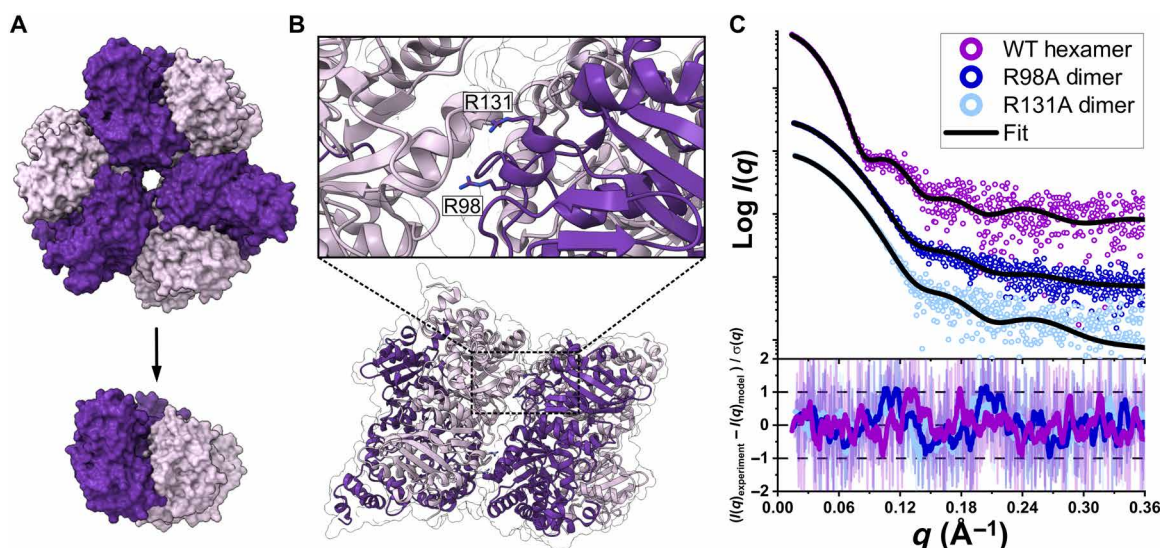 A
B
R131
R98
C
WT hexamer
R98A dimer
R131A dimer
Fit
Log I(q)
2
1
0
−1
−2
(I(q)experiment − I(q)model) / σ(q)
0.00 0.06 0.12 0.18 0.24 0.30 0.36
q (Å−1)